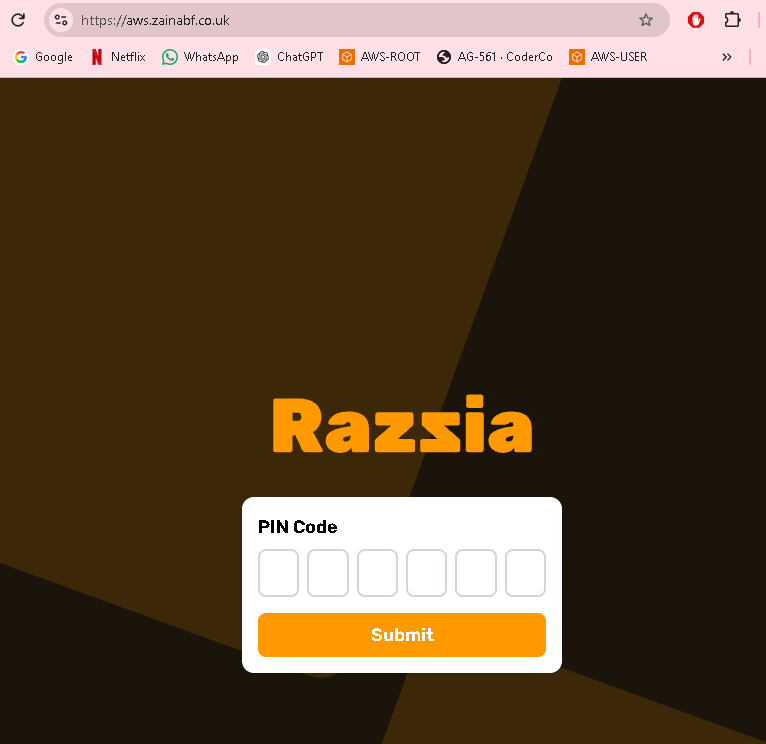 https://aws.zainabf.co.uk
Google Netflix WhatsApp ChatGPT AWS-ROOT AG-561 · CoderCo AWS-USER »
Razzia
PIN Code
Submit